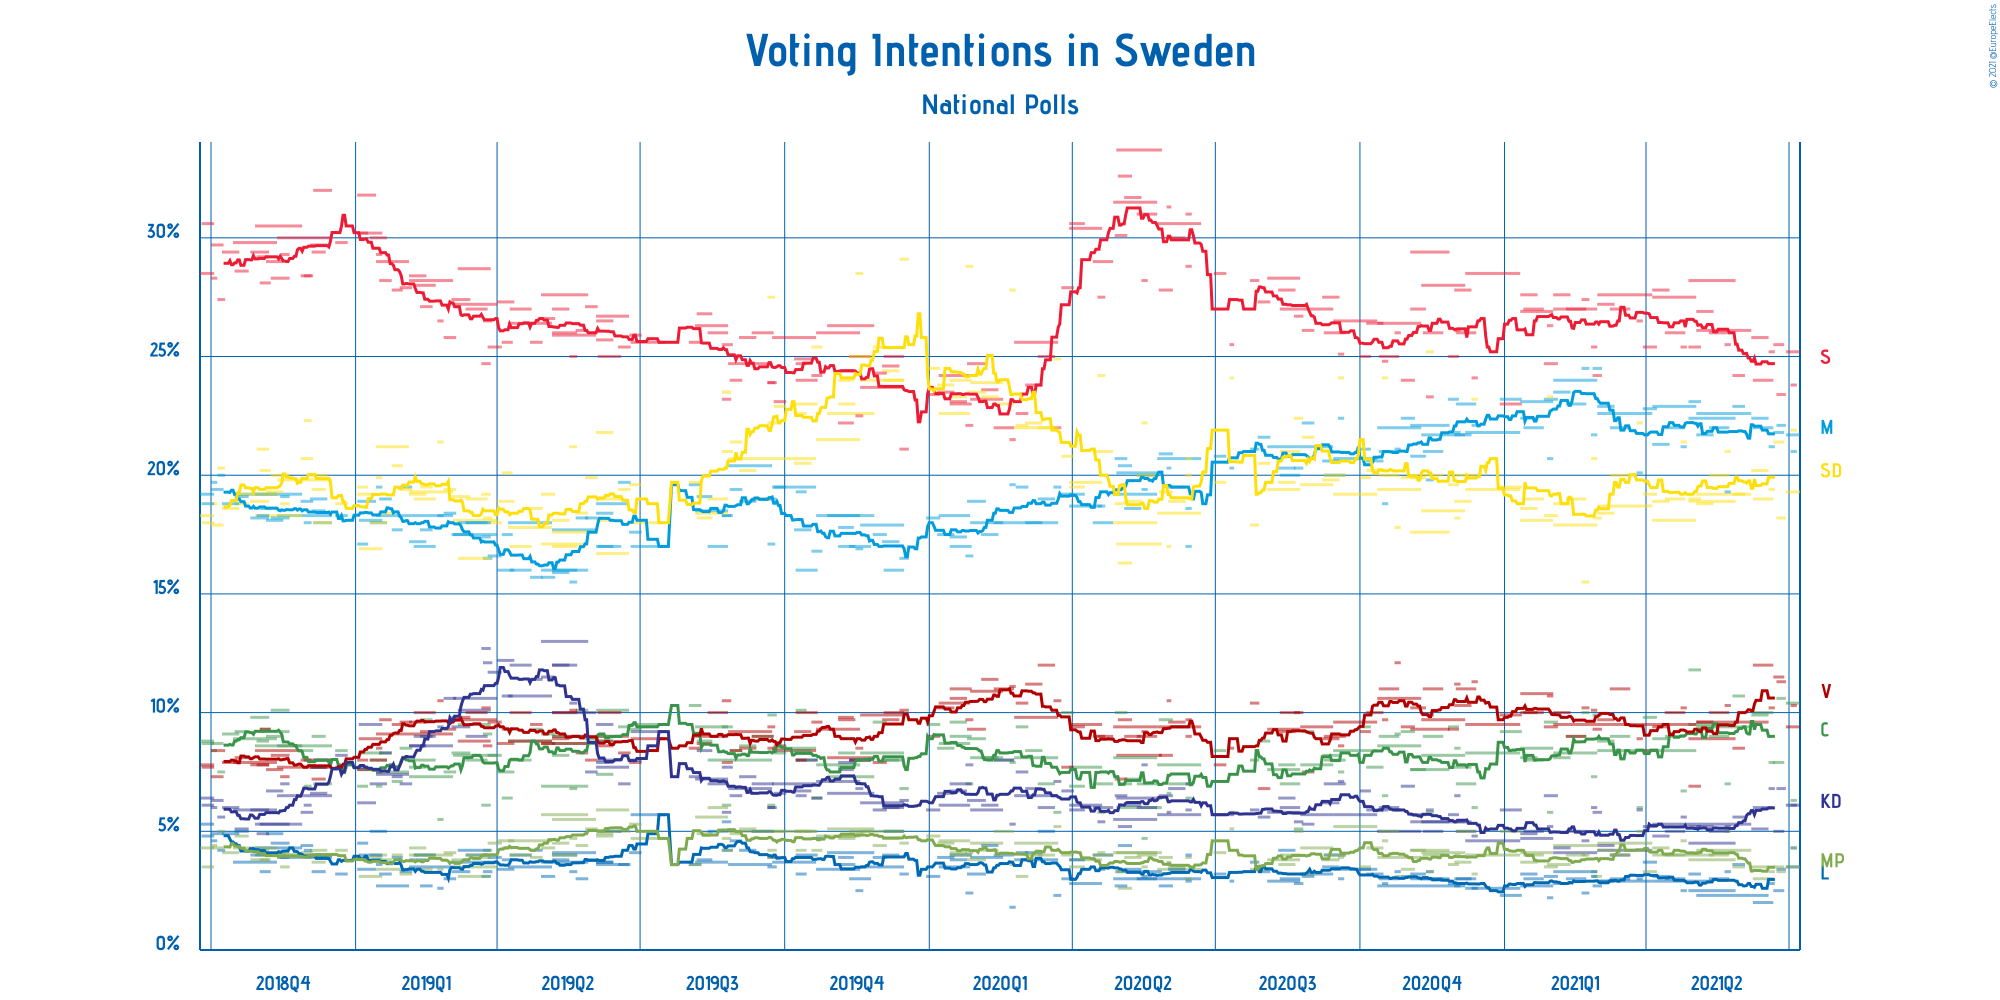 Voting Intentions in Sweden
National Polls
© 2021 @EuropeElects
30%
25%
20%
15%
10%
5%
0%
S
M
SD
V
C
KD
MP
L
2018Q4 2019Q1 2019Q2 2019Q3 2019Q4 2020Q1 2020Q2 2020Q3 2020Q4 2021Q1 2021Q2